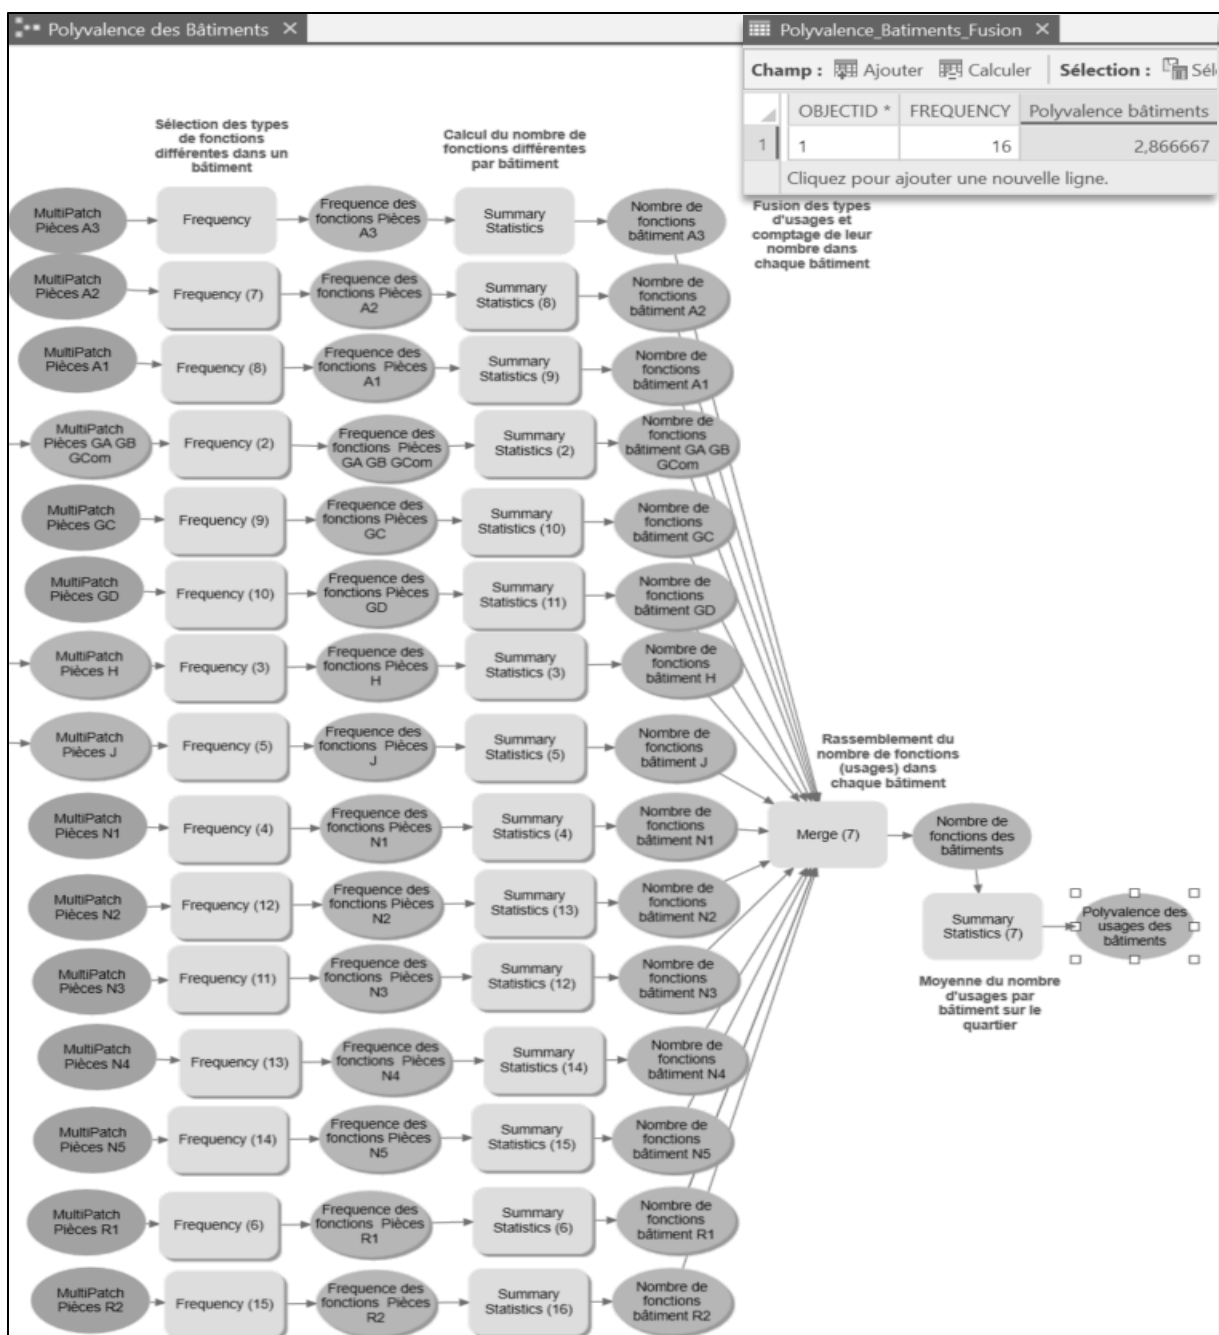 Polyvalence des Bâtiments ×
Polyvalence_Batiments_Fusion ×
Champ : Ajouter Calculer Sélection : Sél
OBJECTID * FREQUENCY Polyvalence bâtiments
1 1 16 2,866667
Cliquez pour ajouter une nouvelle ligne.
Sélection des types
de fonctions
différentes dans un
bâtiment
Calcul du nombre de
fonctions différentes
par bâtiment
Fusion des types
d'usages et
comptage de leur
nombre dans
chaque bâtiment
MultiPatch
Pièces A3
Frequency
Frequence des
fonctions Pièces
A3
Summary
Statistics
Nombre de
fonctions
bâtiment A3
MultiPatch
Pièces A2
Frequency (7)
Frequence des
fonctions Pièces
A2
Summary
Statistics (8)
Nombre de
fonctions
bâtiment A2
MultiPatch
Pièces A1
Frequency (8)
Frequence des
fonctions Pièces
A1
Summary
Statistics (9)
Nombre de
fonctions
bâtiment A1
MultiPatch
Pièces GA GB
GCom
Frequency (2)
Frequence des
fonctions Pièces
GA GB GCom
Summary
Statistics (2)
Nombre de
fonctions
bâtiment GA GB
GCom
MultiPatch
Pièces GC
Frequency (9)
Frequence des
fonctions Pièces
GC
Summary
Statistics (10)
Nombre de
fonctions
bâtiment GC
MultiPatch
Pièces GD
Frequency (10)
Frequence des
fonctions Pièces
GD
Summary
Statistics (11)
Nombre de
fonctions
bâtiment GD
MultiPatch
Pièces H
Frequency (3)
Frequence des
fonctions Pièces
H
Summary
Statistics (3)
Nombre de
fonctions
bâtiment H
MultiPatch
Pièces J
Frequency (5)
Frequence des
fonctions Pièces
J
Summary
Statistics (5)
Nombre de
fonctions
bâtiment J
MultiPatch
Pièces N1
Frequency (4)
Frequence des
fonctions Pièces
N1
Summary
Statistics (4)
Nombre de
fonctions
bâtiment N1
MultiPatch
Pièces N2
Frequency (12)
Frequence des
fonctions Pièces
N2
Summary
Statistics (13)
Nombre de
fonctions
bâtiment N2
MultiPatch
Pièces N3
Frequency (11)
Frequence des
fonctions Pièces
N3
Summary
Statistics (12)
Nombre de
fonctions
bâtiment N3
MultiPatch
Pièces N4
Frequency (13)
Frequence des
fonctions Pièces
N4
Summary
Statistics (14)
Nombre de
fonctions
bâtiment N4
MultiPatch
Pièces N5
Frequency (14)
Frequence des
fonctions Pièces
N5
Summary
Statistics (15)
Nombre de
fonctions
bâtiment N5
MultiPatch
Pièces R1
Frequency (6)
Frequence des
fonctions Pièces
R1
Summary
Statistics (6)
Nombre de
fonctions
bâtiment R1
MultiPatch
Pièces R2
Frequency (15)
Frequence des
fonctions Pièces
R2
Summary
Statistics (16)
Nombre de
fonctions
bâtiment R2
Rassemblement du
nombre de fonctions
(usages) dans
chaque bâtiment
Merge (7)
Nombre de
fonctions des
bâtiments
Summary
Statistics (7)
Polyvalence des
usages des
bâtiments
Moyenne du nombre
d'usages par
bâtiment sur le
quartier